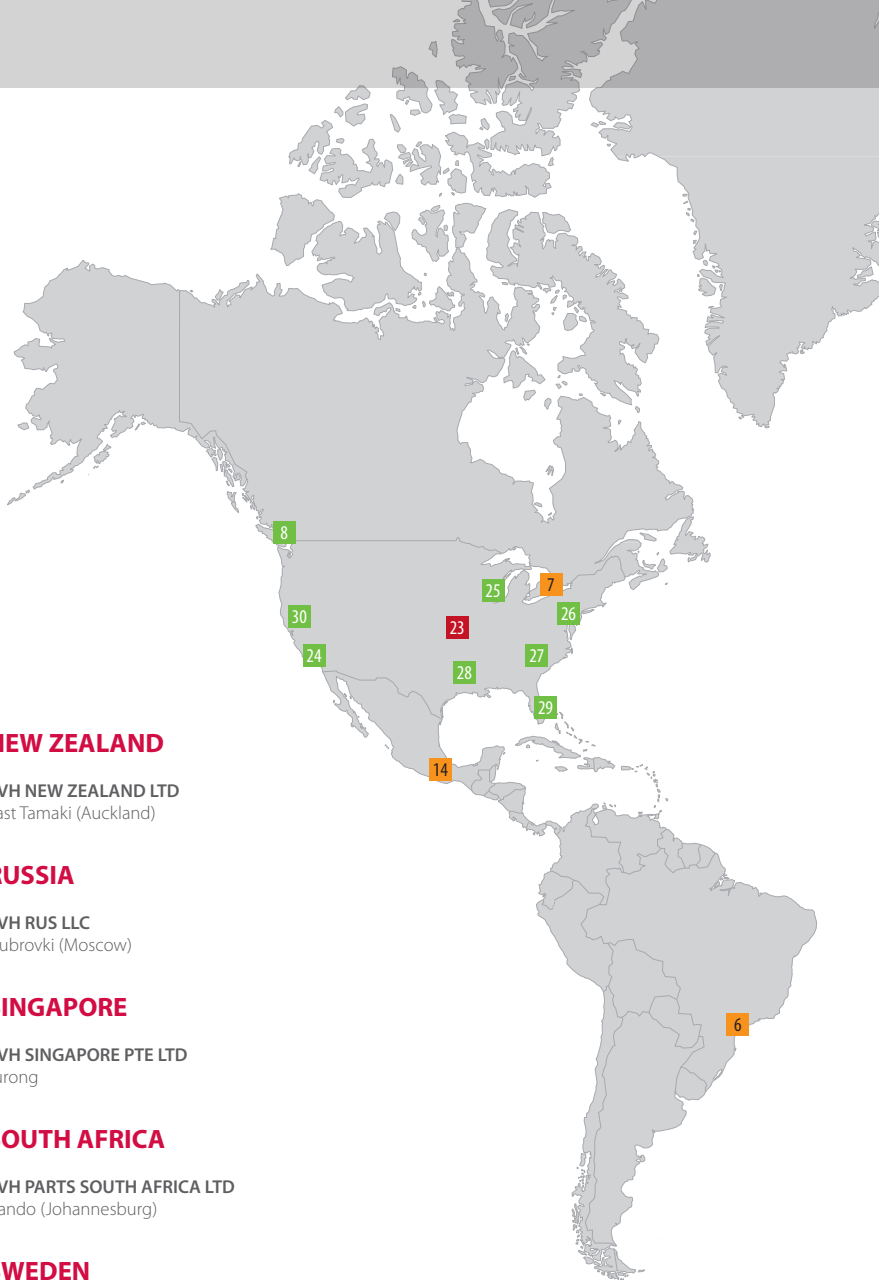 8
25
7
30
26
23
24
27
28
29
14
6
NEW ZEALAND
VH NEW ZEALAND LTD
ast Tamaki (Auckland)
RUSSIA
VH RUS LLC
ubrovki (Moscow)
INGAPORE
VH SINGAPORE PTE LTD
urong
OUTH AFRICA
VH PARTS SOUTH AFRICA LTD
ando (Johannesburg)
WEDEN